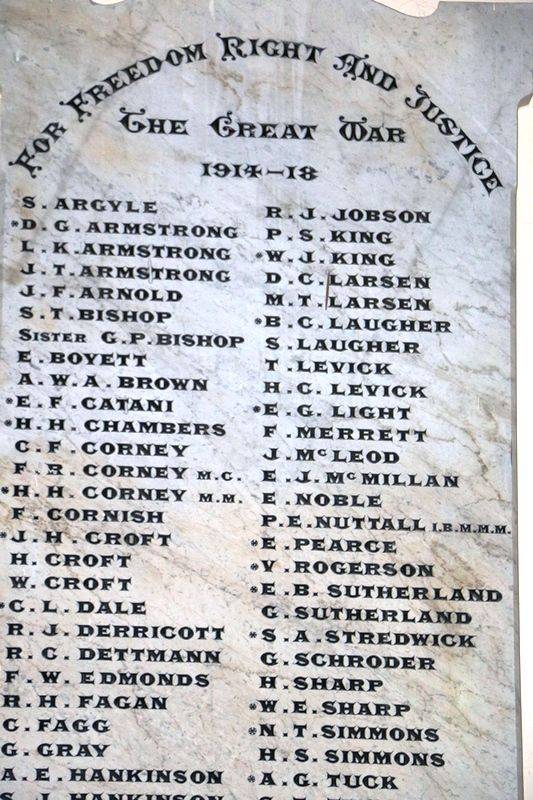 For Freedom Right And Justice
The Great War
1914-18
S. ARGYLE
*D. G. ARMSTRONG
L. K. ARMSTRONG
J. T. ARMSTRONG
J. F. ARNOLD
S. T. BISHOP
SISTER G. P. BISHOP
E. BOYETT
A. W. A. BROWN
*E. F. CATANI
*H. H. CHAMBERS
C. F. CORNEY
F. R. CORNEY M.C.
*H. H. CORNEY M.M.
F. CORNISH
*J. H. CROFT
H. CROFT
W. CROFT
*C. L. DALE
R. J. DERRICOTT
R. C. DETTMANN
F. W. EDMONDS
R. H. FAGAN
C. FAGG
G. GRAY
A. E. HANKINSON
S. J. HANKINSON
R. J. JOBSON
P. S. KING
*W. J. KING
D. C. LARSEN
M. T. LARSEN
*B. C. LAUGHER
S. LAUGHER
T. LEVICK
H. C. LEVICK
*E. G. LIGHT
F. MERRETT
J. McLEOD
E. J. McMILLAN
E. NOBLE
P. E. NUTTALL I.B.M.M.M.
*E. PEARCE
*V. ROGERSON
*E. B. SUTHERLAND
G. SUTHERLAND
*S. A. STREDWICK
G. SCHRODER
H. SHARP
*W. E. SHARP
*N. T. SIMMONS
H. S. SIMMONS
*A. G. TUCK